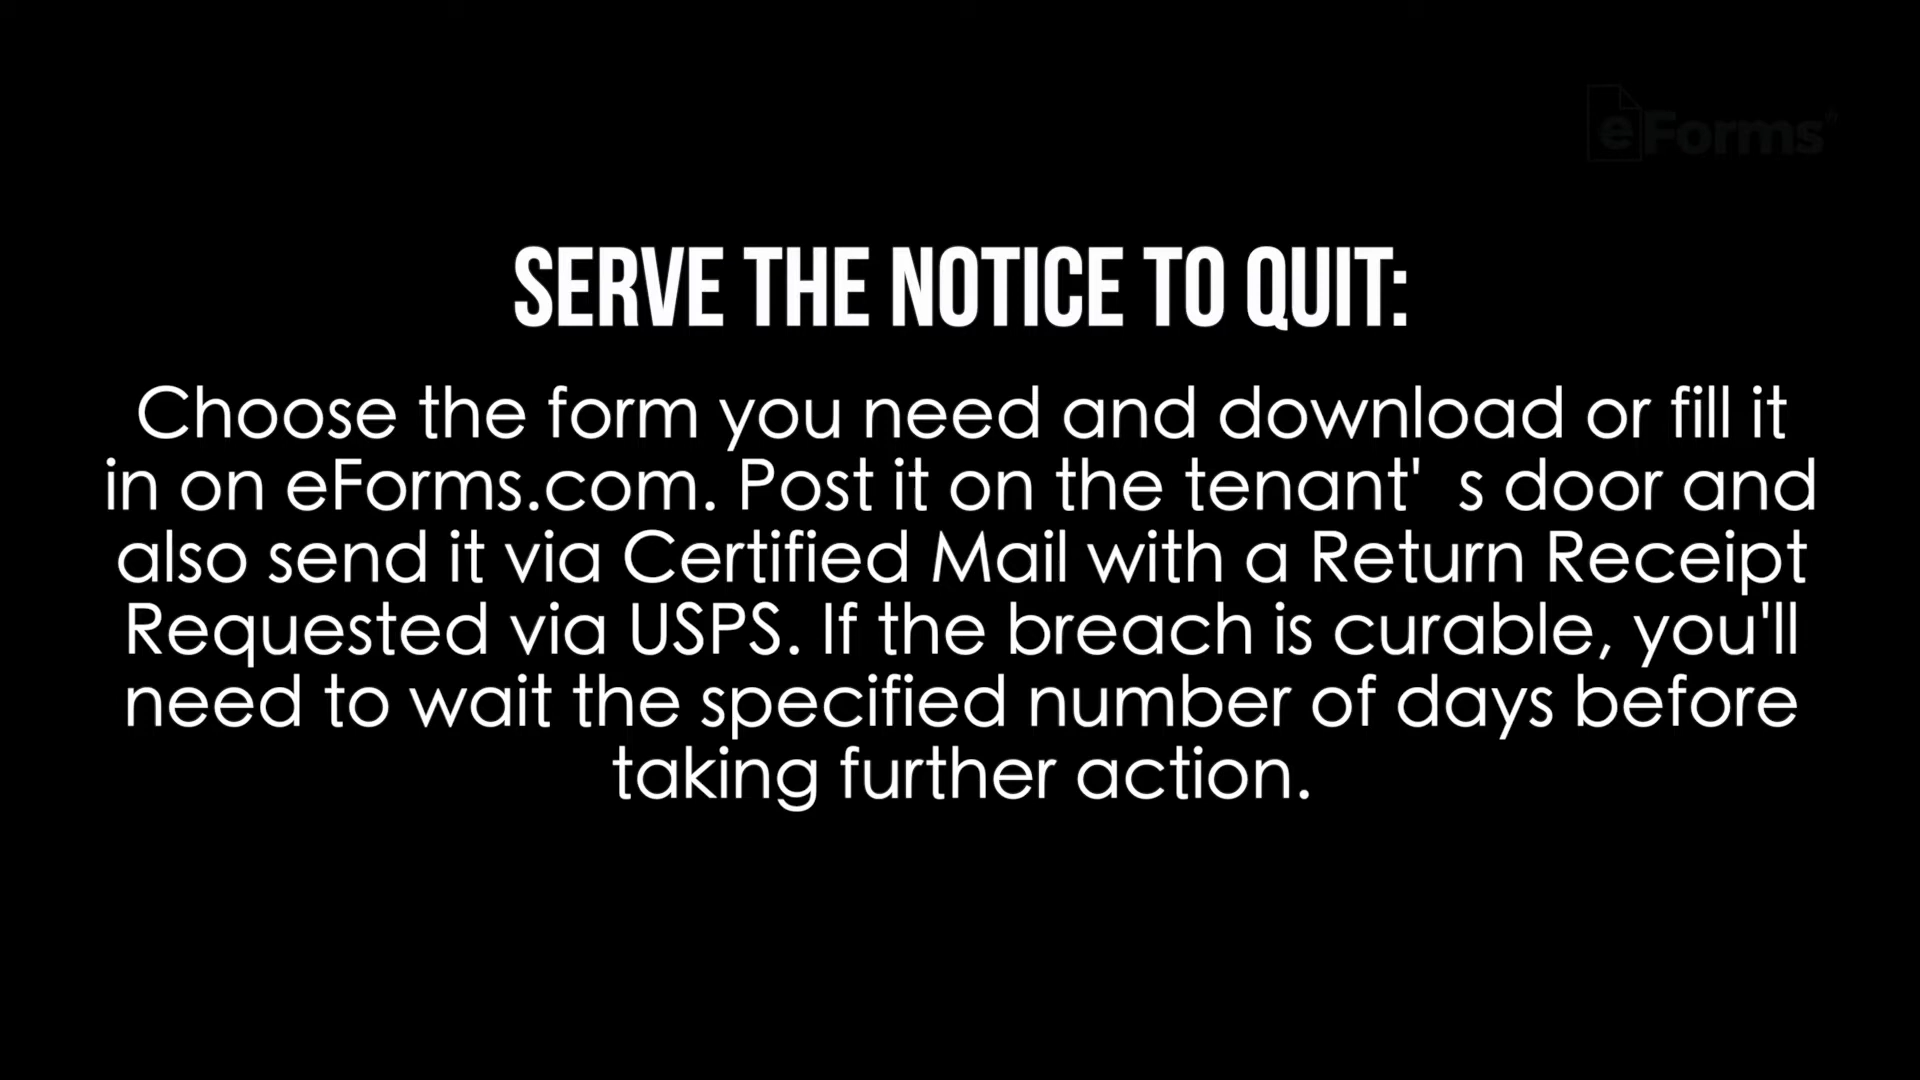 eForms
SERVE THE NOTICE TO QUIT:
Choose the form you need and download or fill it
in on eForms.com. Post it on the tenant' s door and
also send it via Certified Mail with a Return Receipt
Requested via USPS. If the breach is curable, you'll
need to wait the specified number of days before
taking further action.